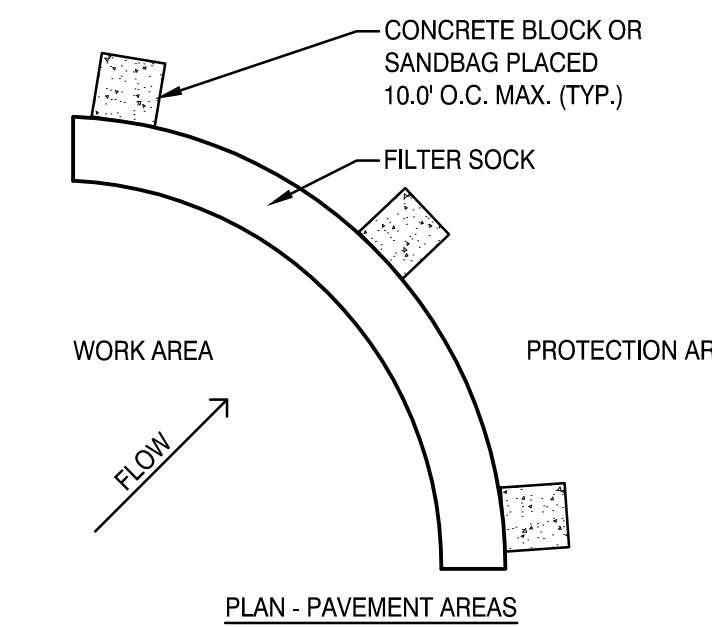 CONCRETE BLOCK OR
SANDBAG PLACED
10.0' O.C. MAX. (TYP.)
FILTER SOCK
WORK AREA
PROTECTION AR
FLOW
PLAN - PAVEMENT AREAS